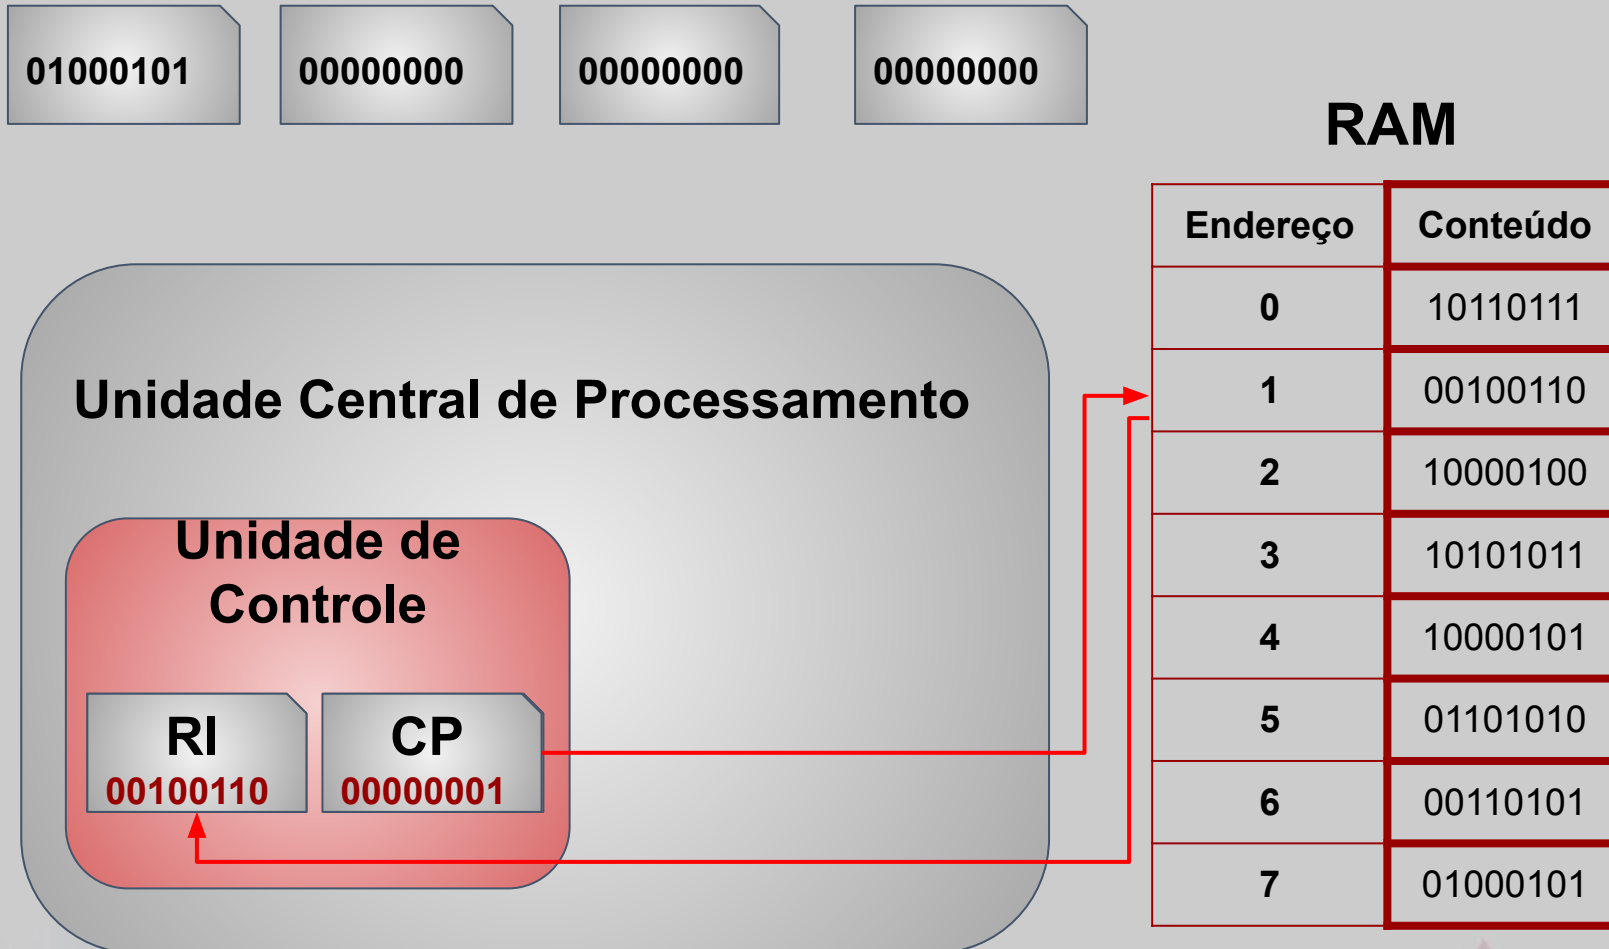 01000101 00000000 00000000 00000000
RAM
Endereço Conteúdo
0 10110111
1 00100110
2 10000100
3 10101011
4 10000101
5 01101010
6 00110101
7 01000101
Unidade Central de Processamento
Unidade de
Controle
RI CP
00100110 00000001